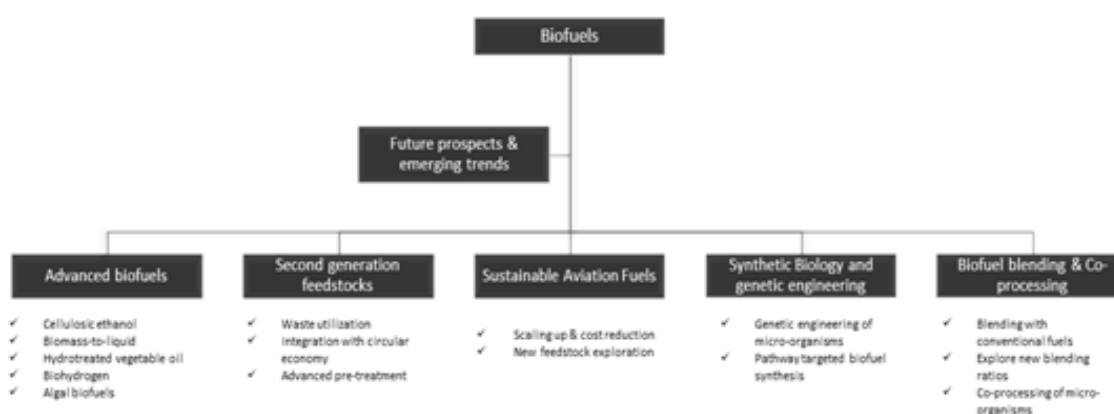 Biofuels
Future prospects &
emerging trends
Advanced biofuels
✓ Cellulosic ethanol
✓ Biomass-to-liquid
✓ Hydrotreated vegetable oil
✓ Biohydrogen
✓ Algal biofuels
Second generation
feedstocks
✓ Waste utilization
✓ Integration with circular
economy
✓ Advanced pre-treatment
Sustainable Aviation Fuels
✓ Scaling up & cost reduction
✓ New feedstock exploration
Synthetic Biology and
genetic engineering
✓ Genetic engineering of
micro-organisms
✓ Pathway targeted biofuel
synthesis
Biofuel blending & Co-
processing
✓ Blending with
conventional fuels
✓ Explore new blending
ratios
✓ Co-processing of micro-
organisms